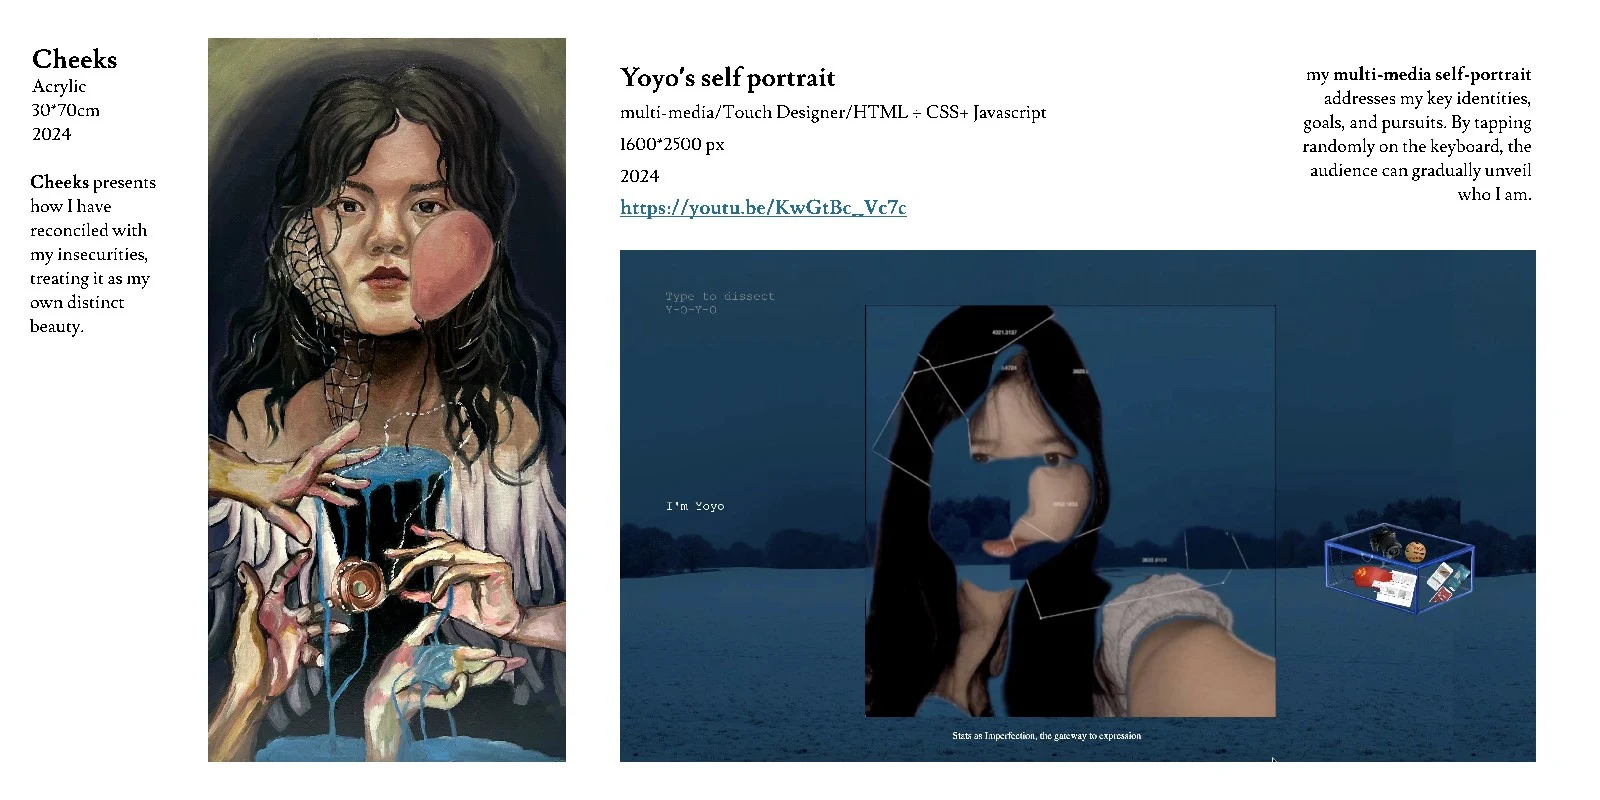 Cheeks
Acrylic
30*70cm
2024
Cheeks presents
how I have
reconciled with
my insecurities,
treating it as my
own distinct
beauty.
Yoyo's self portrait
multi-media/Touch Designer/HTML + CSS+ Javascript
1600*2500 px
2024
https://youtu.be/KwGtBc_Vc7c
my multi-media self-portrait
addresses my key identities,
goals, and pursuits. By tapping
randomly on the keyboard, the
audience can gradually unveil
who I am.
Type to dissect
Y-O-Y-O
I'm Yoyo
Stats as Imperfection, the gateway to expression